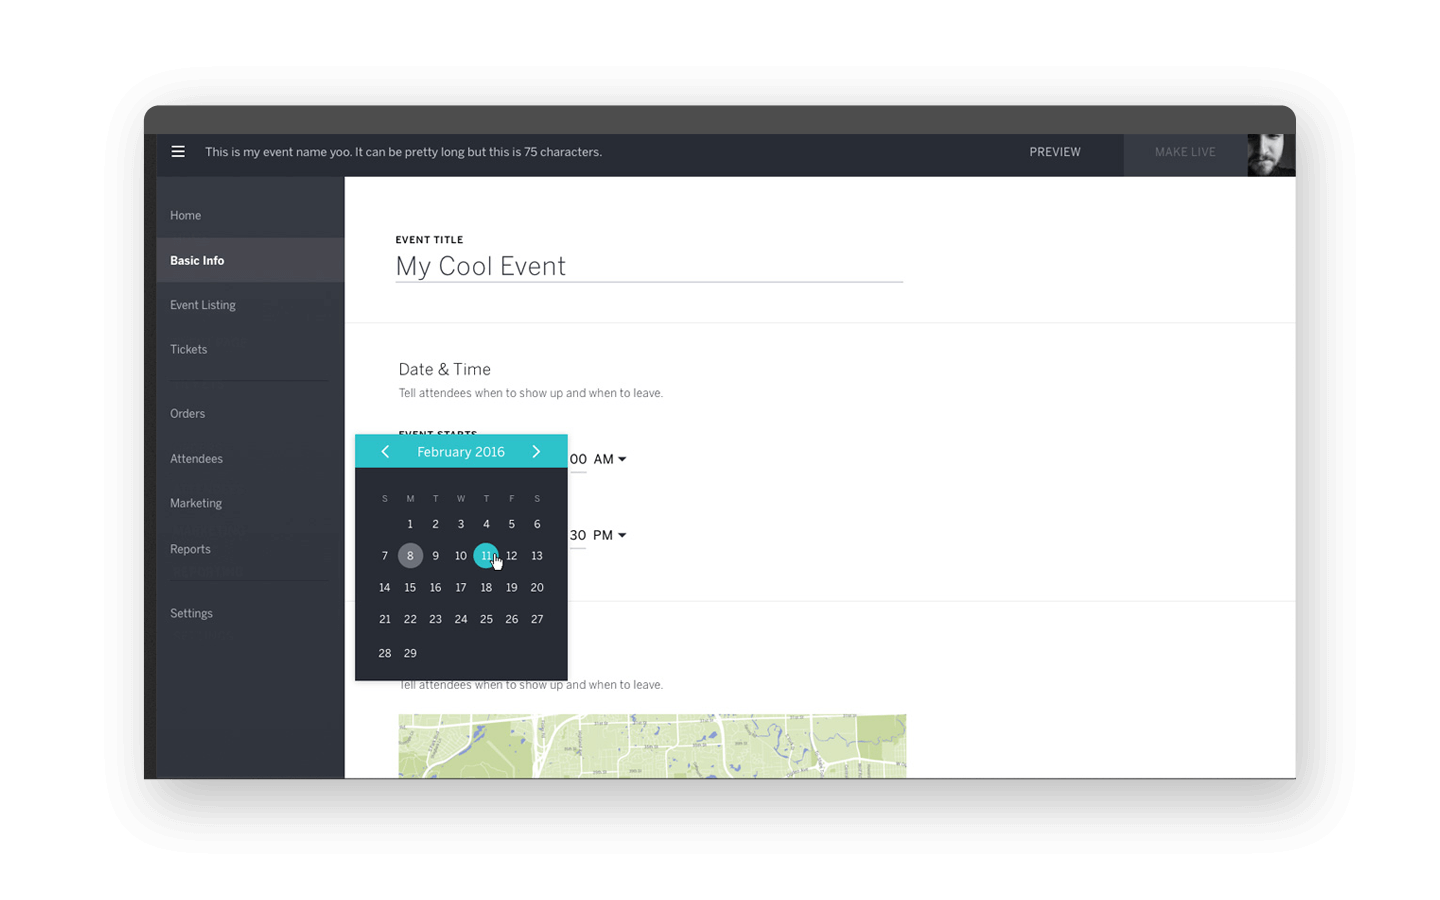 This is my event name yoo. It can be pretty long but this is 75 characters.
PREVIEW
MAKE LIVE
Home
Basic Info
Event Listing
Tickets
Orders
Attendees
Marketing
Reports
Settings
EVENT TITLE
My Cool Event
Date & Time
Tell attendees when to show up and when to leave.
EVENT STARTS
00 AM
30 PM
February 2016
S M T W T F S
1 2 3 4 5 6
7 8 9 10 11 12 13
14 15 16 17 18 19 20
21 22 23 24 25 26 27
28 29
Tell attendees when to show up and when to leave.